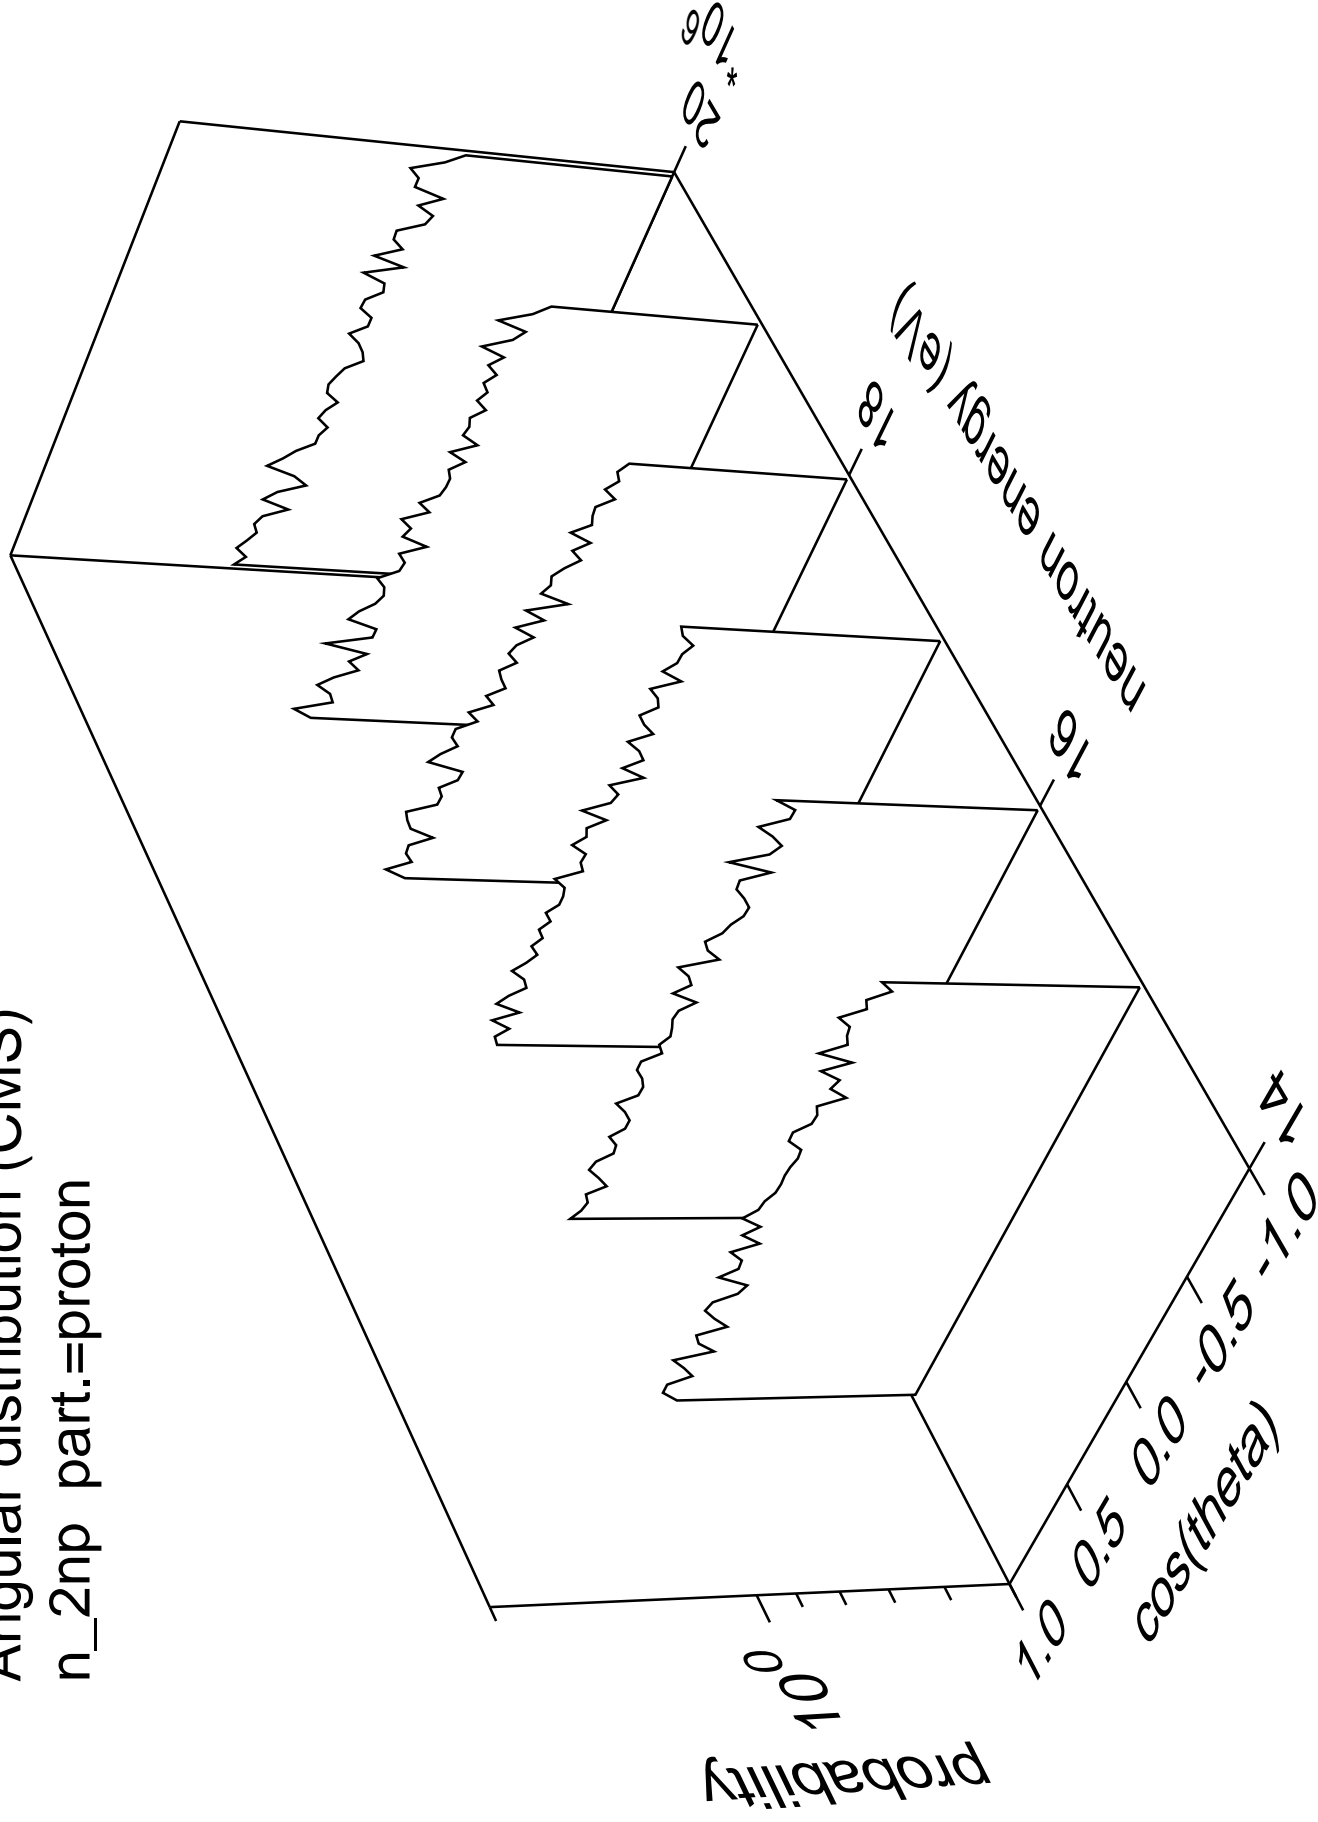 Angular distribution (CMS)
n_2np part.=proton
probability
10 0
1.0 0.5 0.0 -0.5 -1.0
cos(theta)
14 16 18 20
*10 6
neutron energy (eV)